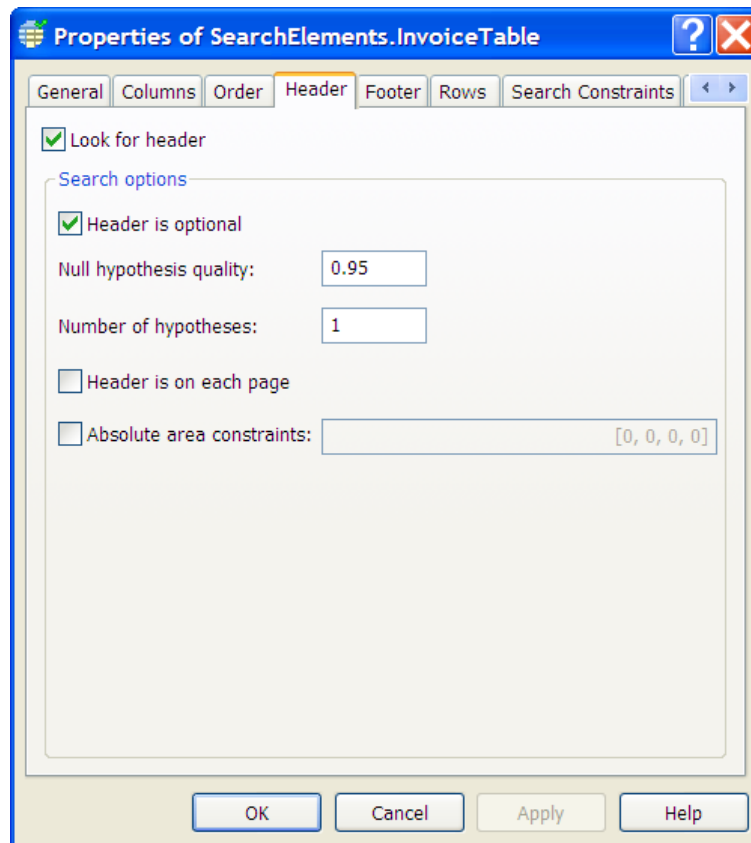 Properties of SearchElements.InvoiceTable ?
General Columns Order Header Footer Rows Search Constraints
Look for header
Search options
Header is optional
Null hypothesis quality: 0.95
Number of hypotheses: 1
Header is on each page
Absolute area constraints: [0, 0, 0, 0]
OK Cancel Apply Help